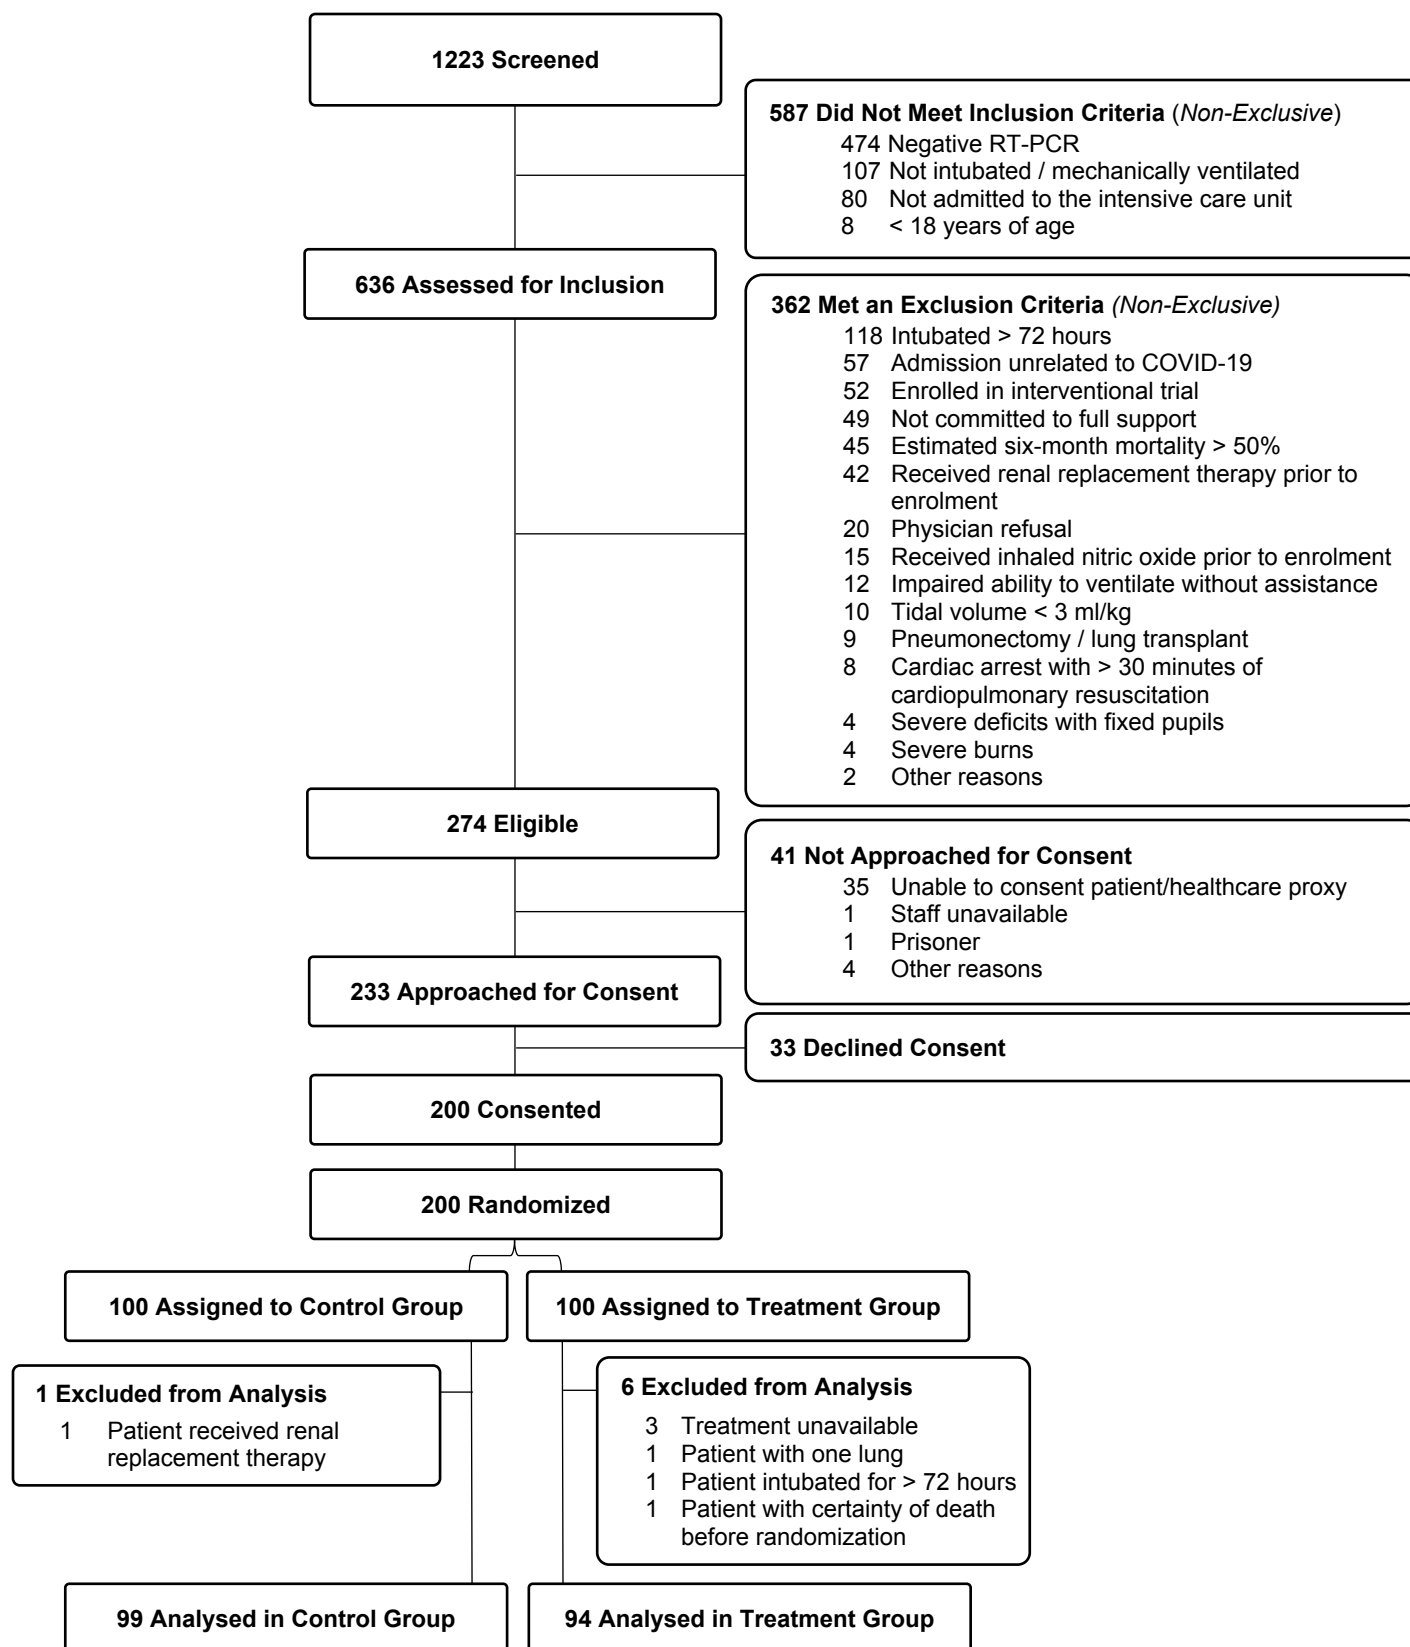 1223 Screened
587 Did Not Meet Inclusion Criteria (Non-Exclusive)
474 Negative RT-PCR
107 Not intubated / mechanically ventilated
80 Not admitted to the intensive care unit
8 < 18 years of age
636 Assessed for Inclusion
362 Met an Exclusion Criteria (Non-Exclusive)
118 Intubated > 72 hours
57 Admission unrelated to COVID-19
52 Enrolled in interventional trial
49 Not committed to full support
45 Estimated six-month mortality > 50%
42 Received renal replacement therapy prior to
enrolment
20 Physician refusal
15 Received inhaled nitric oxide prior to enrolment
12 Impaired ability to ventilate without assistance
10 Tidal volume < 3 ml/kg
9 Pneumonectomy / lung transplant
8 Cardiac arrest with > 30 minutes of
cardiopulmonary resuscitation
4 Severe deficits with fixed pupils
4 Severe burns
2 Other reasons
274 Eligible
41 Not Approached for Consent
35 Unable to consent patient/healthcare proxy
1 Staff unavailable
1 Prisoner
4 Other reasons
233 Approached for Consent
33 Declined Consent
200 Consented
200 Randomized
100 Assigned to Control Group
100 Assigned to Treatment Group
1 Excluded from Analysis
1 Patient received renal
replacement therapy
6 Excluded from Analysis
3 Treatment unavailable
1 Patient with one lung
1 Patient intubated for > 72 hours
1 Patient with certainty of death
before randomization
99 Analysed in Control Group
94 Analysed in Treatment Group